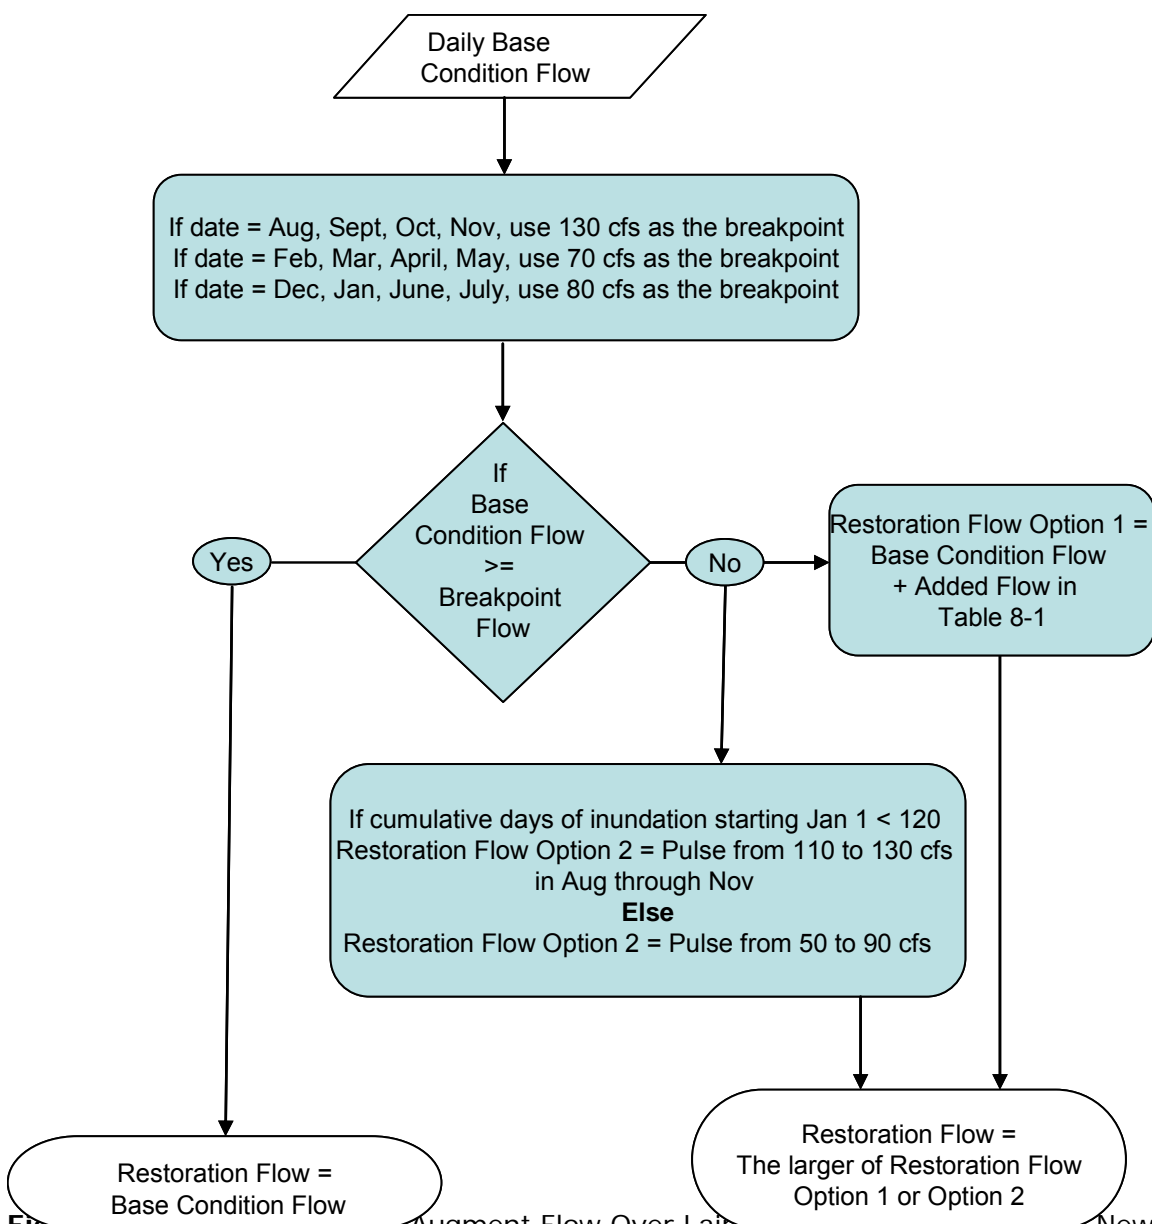 Daily Base
Condition Flow
If date = Aug, Sept, Oct, Nov, use 130 cfs as the breakpoint
If date = Feb, Mar, April, May, use 70 cfs as the breakpoint
If date = Dec, Jan, June, July, use 80 cfs as the breakpoint
If
Base
Condition Flow
>=
Breakpoint
Flow
Yes
No
Restoration Flow Option 1 =
Base Condition Flow
+ Added Flow in
Table 8-1
If cumulative days of inundation starting Jan 1 < 120
Restoration Flow Option 2 = Pulse from 110 to 130 cfs
in Aug through Nov
Else
Restoration Flow Option 2 = Pulse from 50 to 90 cfs
Restoration Flow =
The larger of Restoration Flow
Option 1 or Option 2
Restoration Flow =
Base Condition Flow
Augment Flow Over